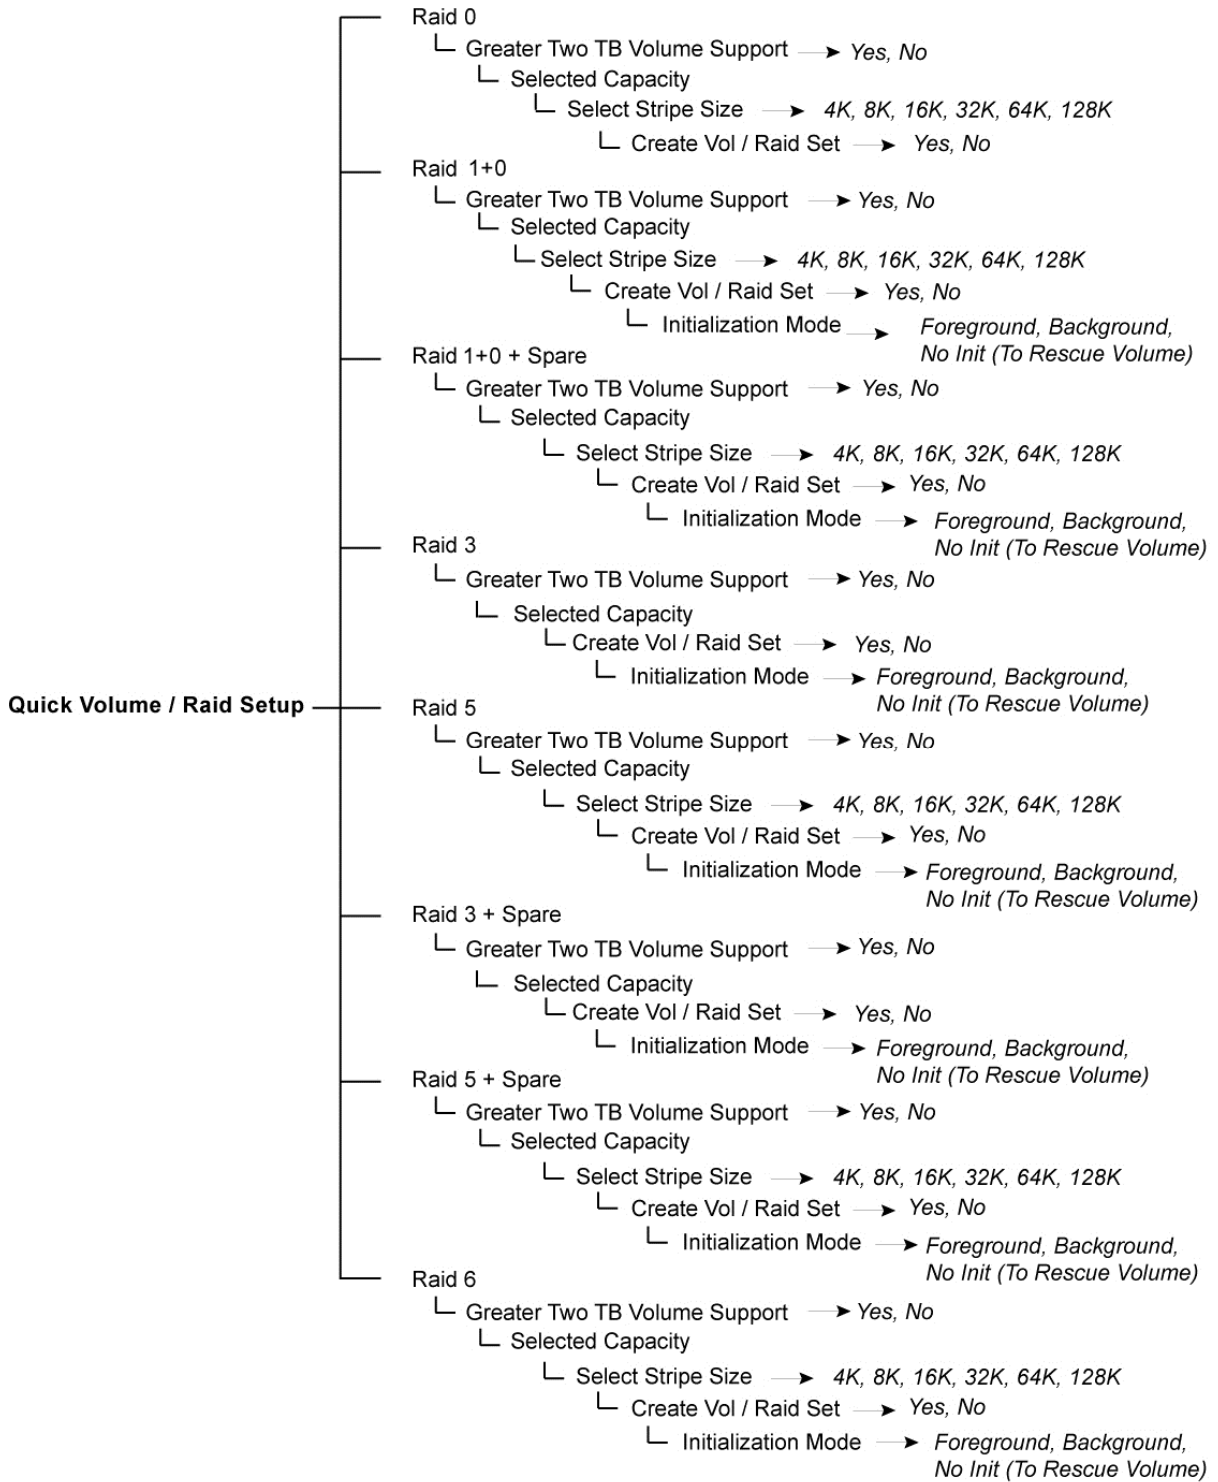 Raid 0
Greater Two TB Volume Support Yes, No
Selected Capacity
Select Stripe Size 4K, 8K, 16K, 32K, 64K, 128K
Create Vol / Raid Set Yes, No
Raid 1+0
Greater Two TB Volume Support Yes, No
Selected Capacity
Select Stripe Size 4K, 8K, 16K, 32K, 64K, 128K
Create Vol / Raid Set Yes, No
Initialization Mode Foreground, Background,
No Init (To Rescue Volume)
Raid 1+0 + Spare
Greater Two TB Volume Support Yes, No
Selected Capacity
Select Stripe Size 4K, 8K, 16K, 32K, 64K, 128K
Create Vol / Raid Set Yes, No
Initialization Mode Foreground, Background,
No Init (To Rescue Volume)
Raid 3
Greater Two TB Volume Support Yes, No
Selected Capacity
Create Vol / Raid Set Yes, No
Initialization Mode Foreground, Background,
No Init (To Rescue Volume)
Quick Volume / Raid Setup
Raid 5
Greater Two TB Volume Support Yes, No
Selected Capacity
Select Stripe Size 4K, 8K, 16K, 32K, 64K, 128K
Create Vol / Raid Set Yes, No
Initialization Mode Foreground, Background,
No Init (To Rescue Volume)
Raid 3 + Spare
Greater Two TB Volume Support Yes, No
Selected Capacity
Create Vol / Raid Set Yes, No
Initialization Mode Foreground, Background,
No Init (To Rescue Volume)
Raid 5 + Spare
Greater Two TB Volume Support Yes, No
Selected Capacity
Select Stripe Size 4K, 8K, 16K, 32K, 64K, 128K
Create Vol / Raid Set Yes, No
Initialization Mode Foreground, Background,
No Init (To Rescue Volume)
Raid 6
Greater Two TB Volume Support Yes, No
Selected Capacity
Select Stripe Size 4K, 8K, 16K, 32K, 64K, 128K
Create Vol / Raid Set Yes, No
Initialization Mode Foreground, Background,
No Init (To Rescue Volume)